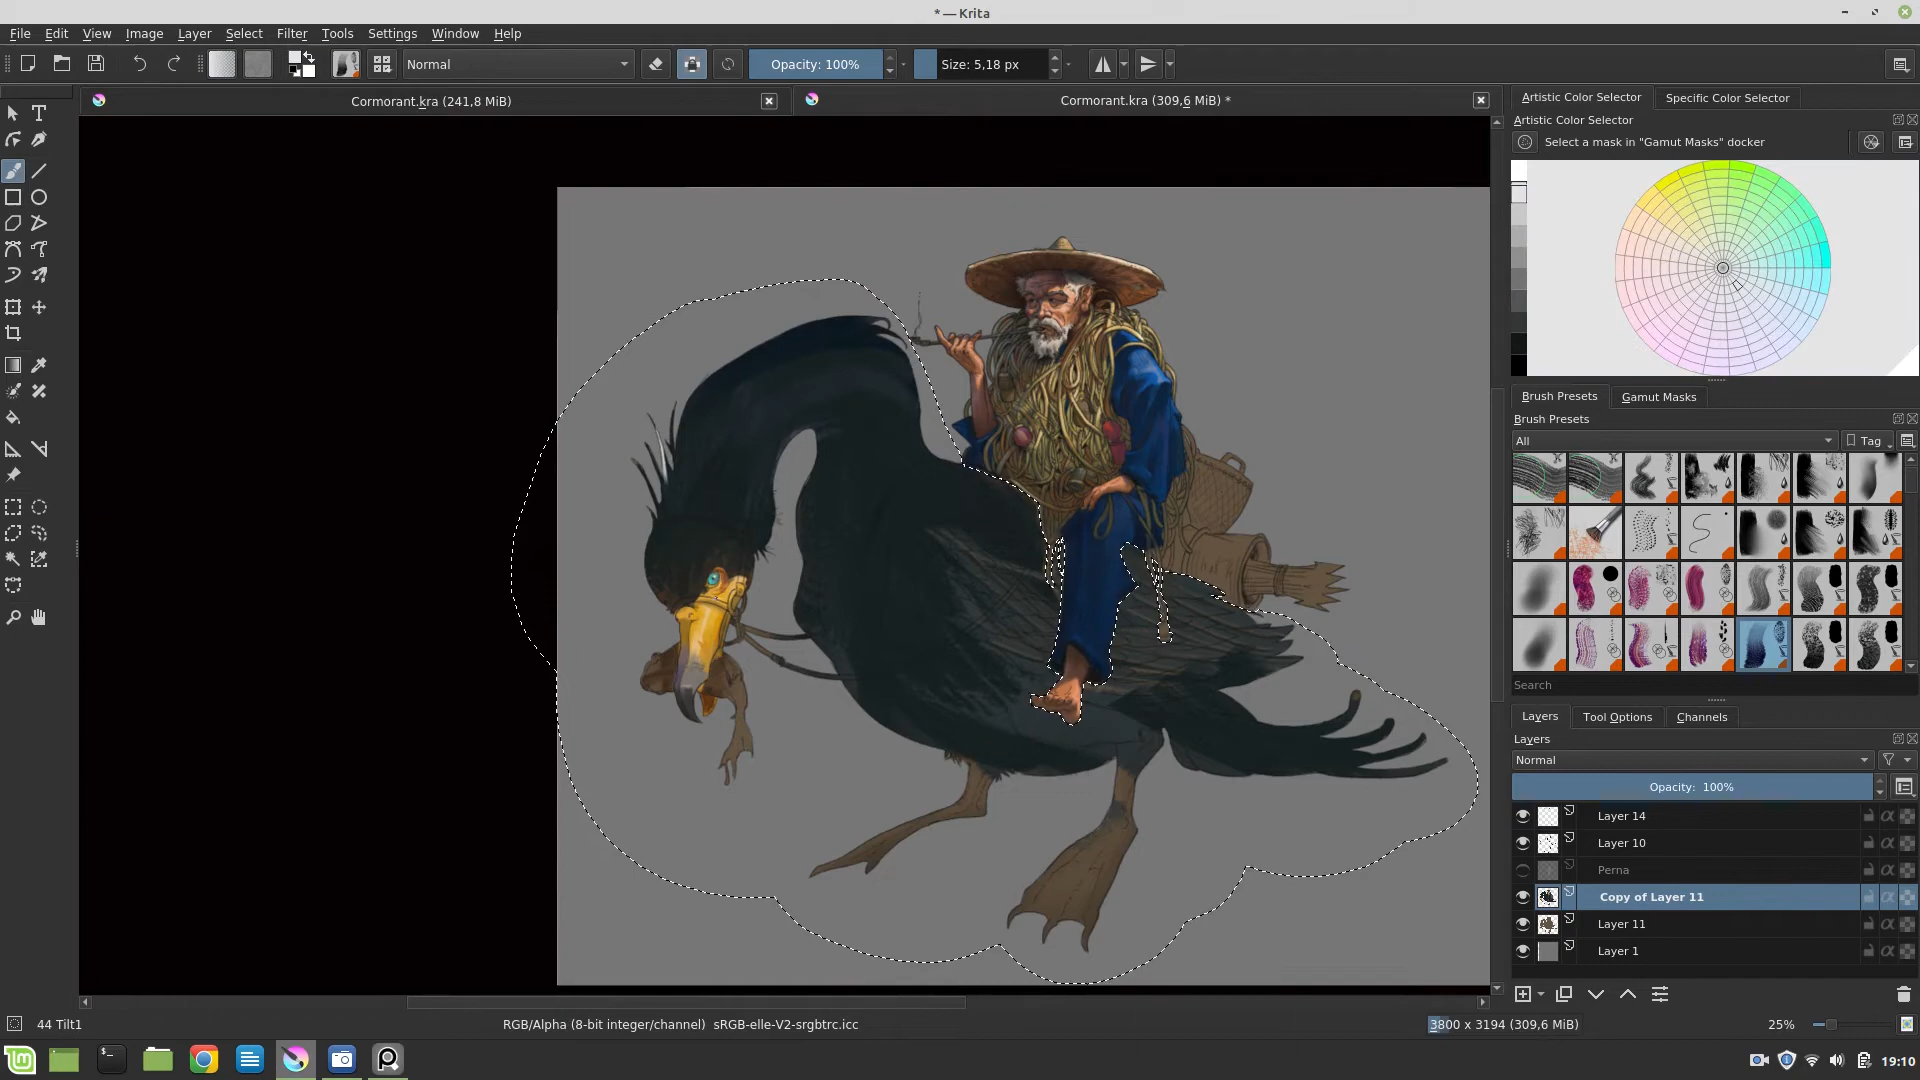 * — Krita
File Edit View Image Layer Select Filter Tools Settings Window Help
Normal Opacity: 100% Size: 5,18 px
Cormorant.kra (241,8 MiB) Cormorant.kra (309,6 MiB) *
Artistic Color Selector Specific Color Selector
Artistic Color Selector
Select a mask in "Gamut Masks" docker
Brush Presets Gamut Masks
Brush Presets
All Tag
Search
Layers Tool Options Channels
Layers
Normal
Opacity: 100%
Layer 14
Layer 10
Perna
Copy of Layer 11
Layer 11
Layer 1
44 Tilt1 RGB/Alpha (8-bit integer/channel) sRGB-elle-V2-srgbtrc.icc 3800 x 3194 (309,6 MiB) 25%
19:10